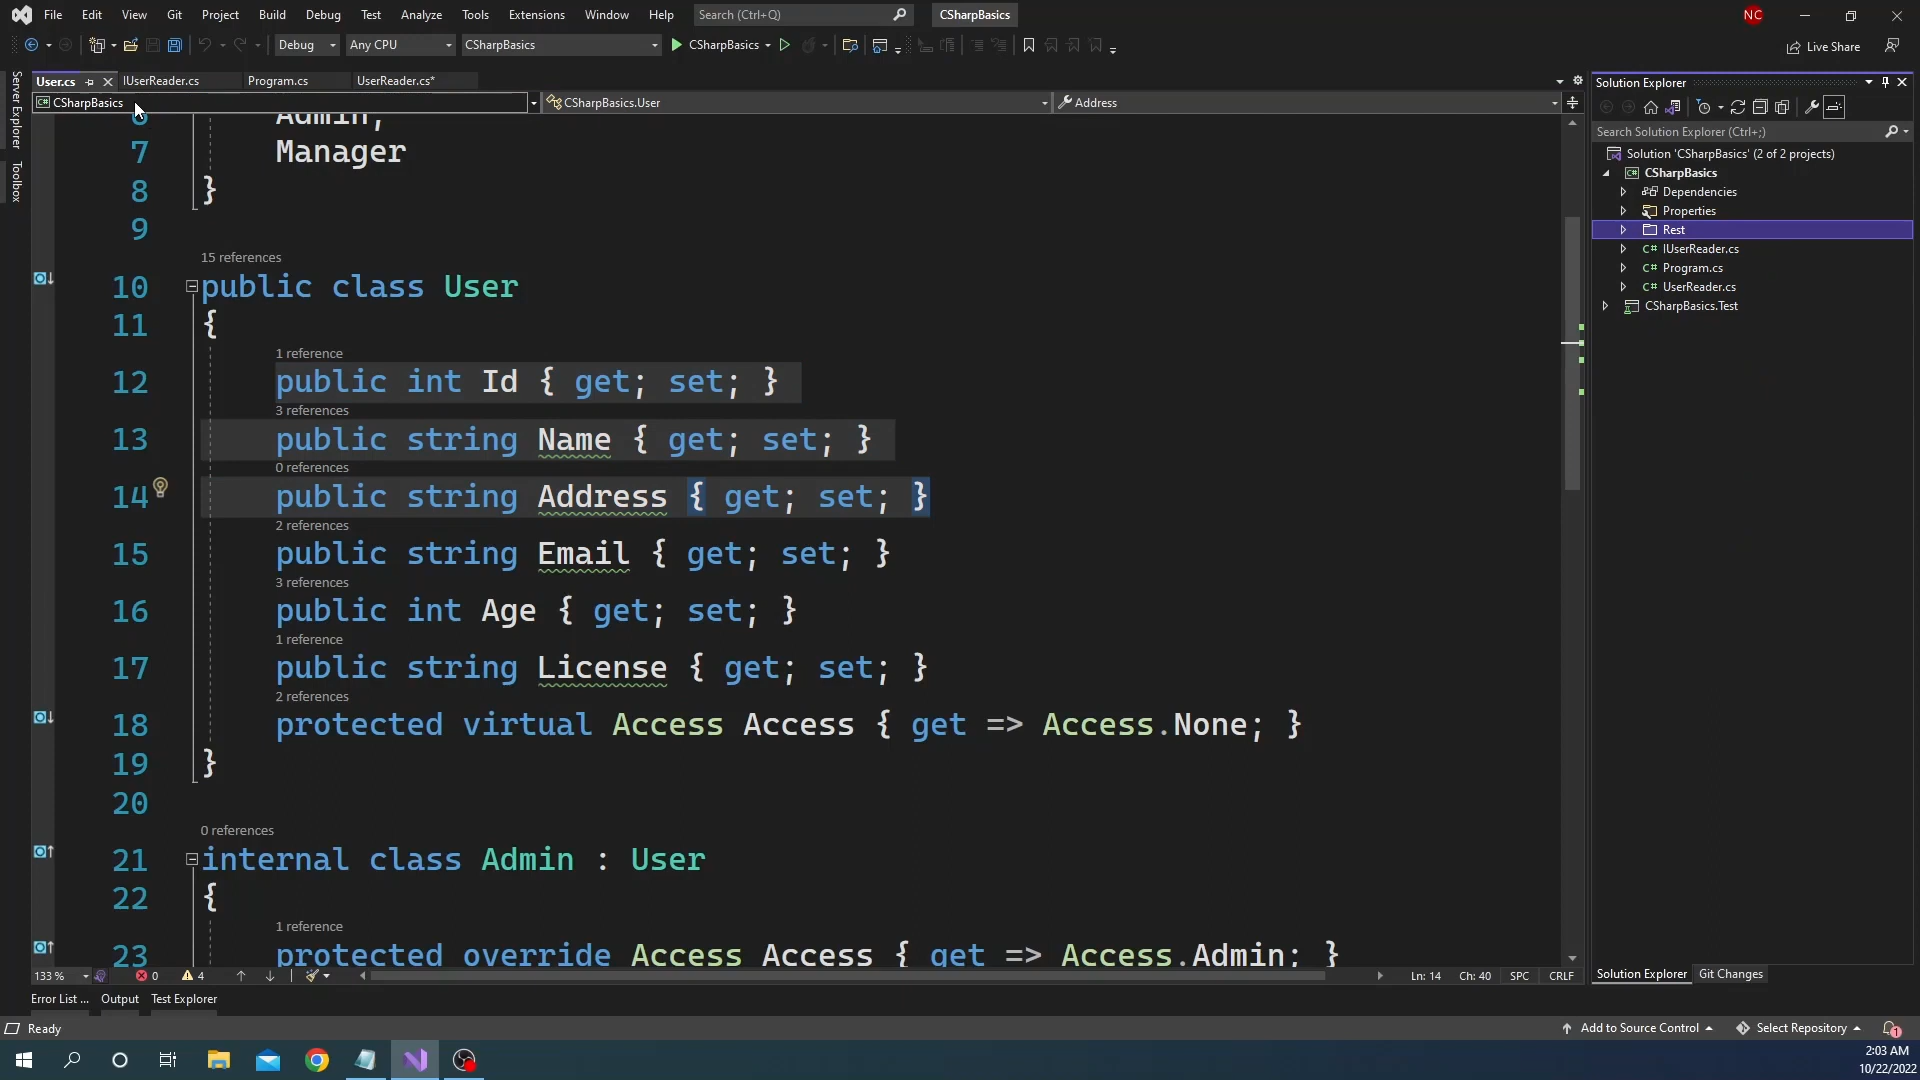 File Edit View Git Project Build Debug Test Analyze Tools Extensions Window Help Search (Ctrl+Q) CSharpBasics NC
Debug Any CPU CSharpBasics CSharpBasics Live Share
User.cs IUserReader.cs Program.cs UserReader.cs*
CSharpBasics CSharpBasics.User Address
Server Explorer
Toolbox
6 Admin,
7 Manager
8 }
9
15 references
10 public class User
11 {
1 reference
12 public int Id { get; set; }
3 references
13 public string Name { get; set; }
0 references
14 public string Address { get; set; }
2 references
15 public string Email { get; set; }
3 references
16 public int Age { get; set; }
1 reference
17 public string License { get; set; }
2 references
18 protected virtual Access Access { get => Access.None; }
19 }
20
0 references
21 internal class Admin : User
22 {
1 reference
23 protected override Access Access { get => Access.Admin; }
133 % 0 4 Ln: 14 Ch: 40 SPC CRLF
Solution Explorer
Search Solution Explorer (Ctrl+;)
Solution 'CSharpBasics' (2 of 2 projects)
CSharpBasics
Dependencies
Properties
Rest
IUserReader.cs
Program.cs
UserReader.cs
CSharpBasics.Test
Solution Explorer Git Changes
Error List ... Output Test Explorer
Ready Add to Source Control Select Repository 1
2:03 AM
10/22/2022